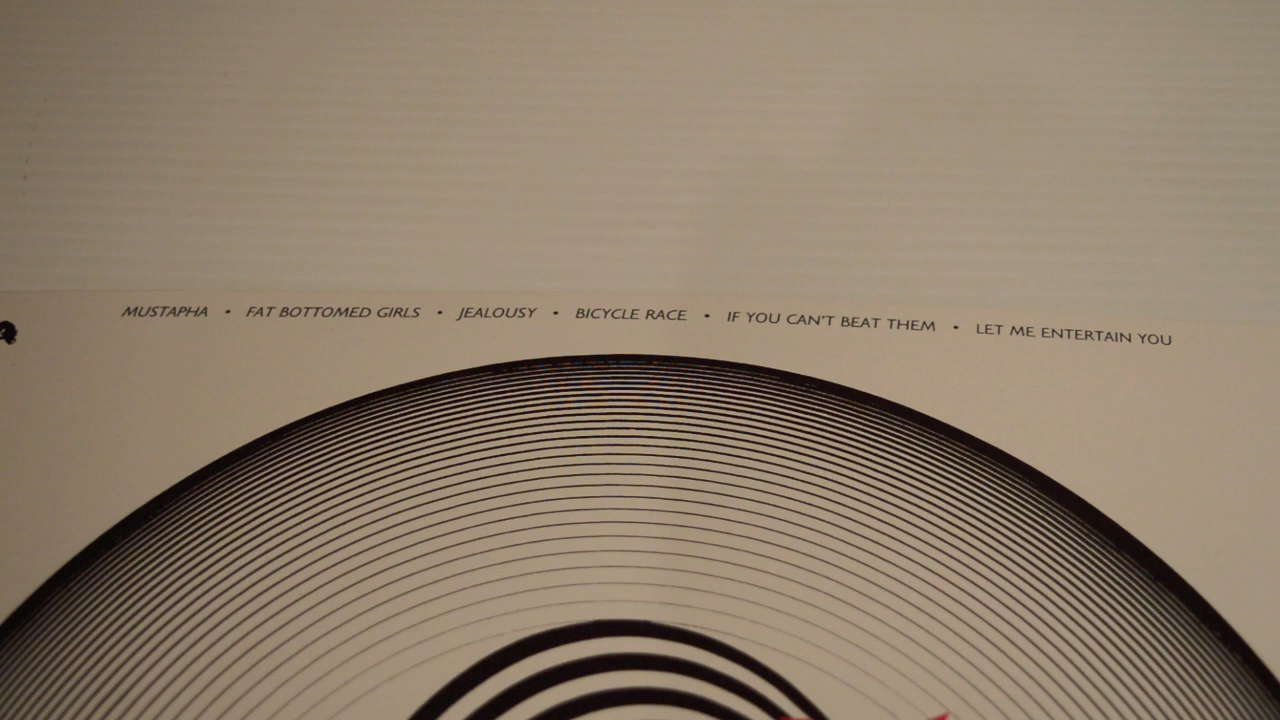 MUSTAPHA • FAT BOTTOMED GIRLS • JEALOUSY • BICYCLE RACE • IF YOU CAN'T BEAT THEM • LET ME ENTERTAIN YOU